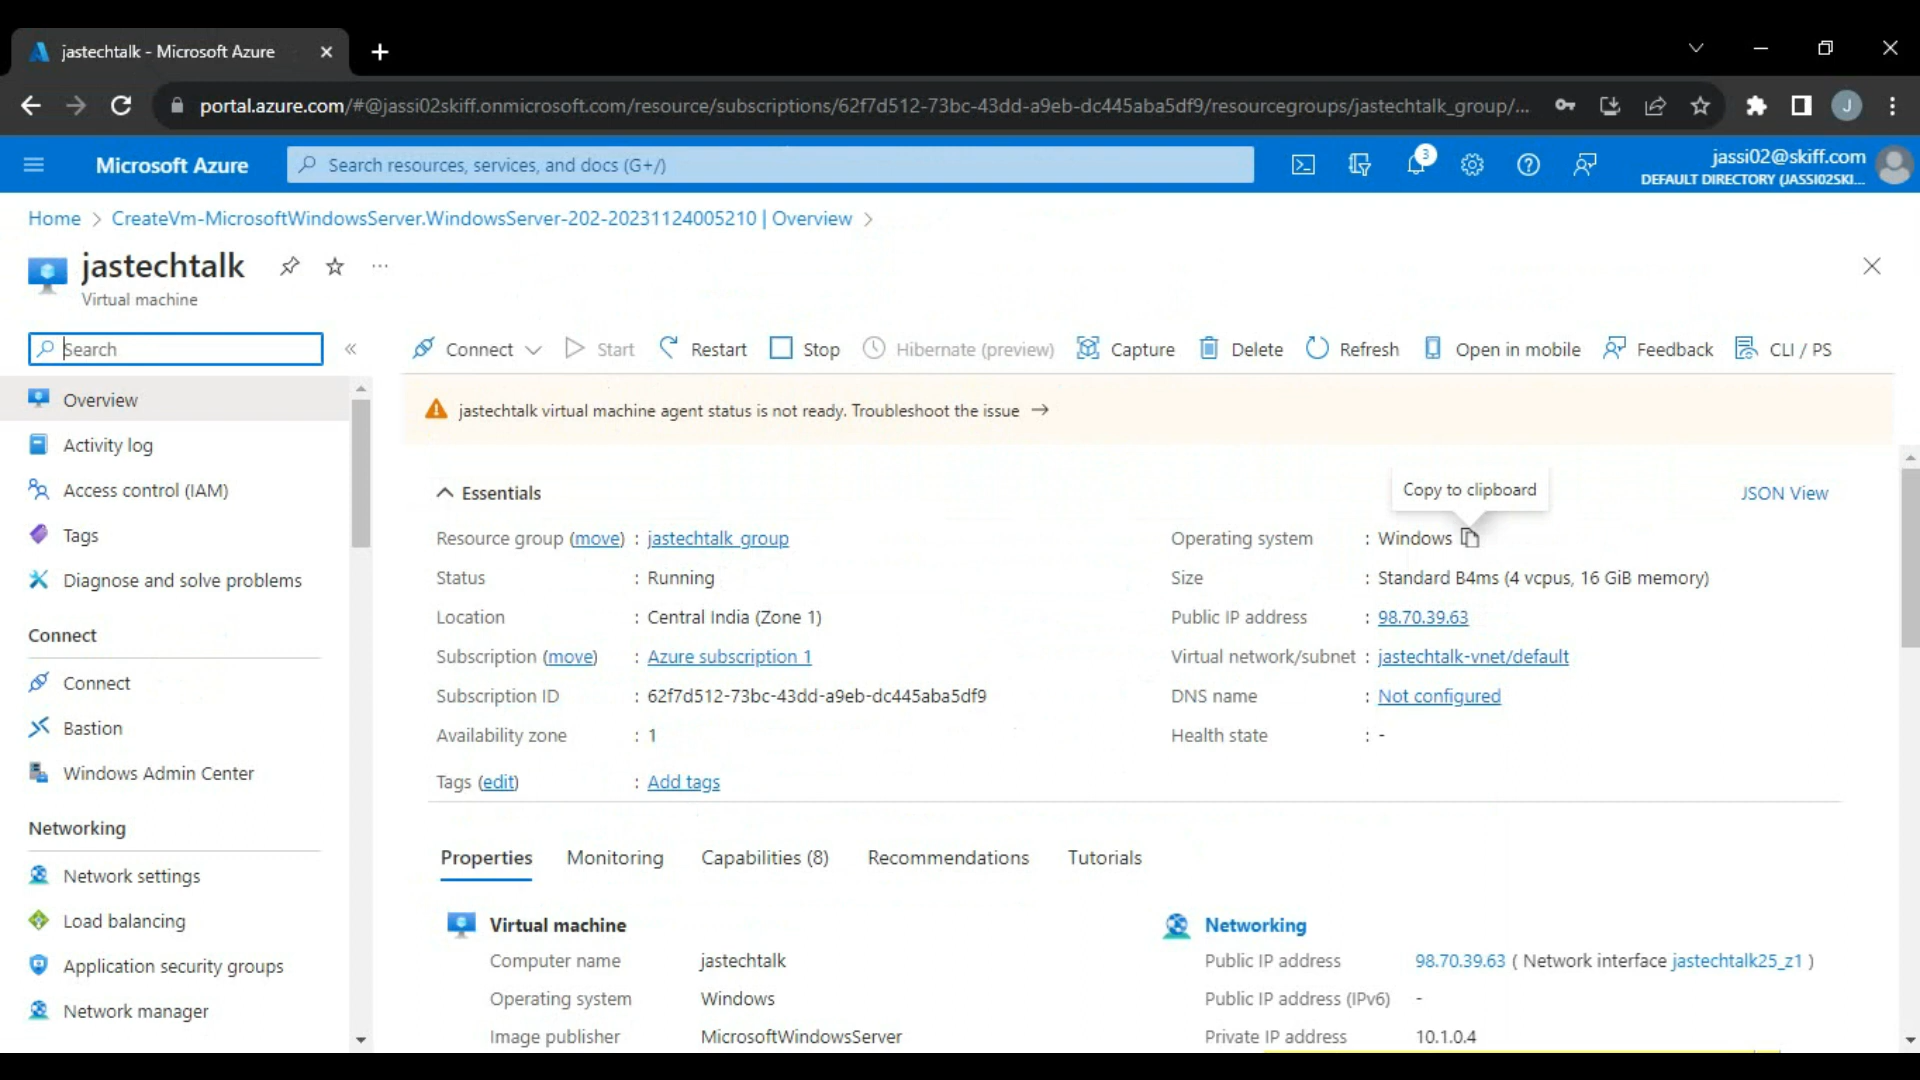 jastechtalk - Microsoft Azure
portal.azure.com/#@jassi02skiff.onmicrosoft.com/resource/subscriptions/62f7d512-73bc-43dd-a9eb-dc445aba5df9/resourcegroups/jastechtalk_group/...
J
Microsoft Azure
Search resources, services, and docs (G+/)
3
jassi02@skiff.com
DEFAULT DIRECTORY (JASSI02SKI...
Home > CreateVm-MicrosoftWindowsServer.WindowsServer-202-20231124005210 | Overview >
jastechtalk
Virtual machine
Search
Overview
Activity log
Access control (IAM)
Tags
Diagnose and solve problems
Connect
Connect
Bastion
Windows Admin Center
Networking
Network settings
Load balancing
Application security groups
Network manager
Connect Start Restart Stop Hibernate (preview) Capture Delete Refresh Open in mobile Feedback CLI / PS
jastechtalk virtual machine agent status is not ready. Troubleshoot the issue →
Essentials
Copy to clipboard
JSON View
Resource group (move) : jastechtalk_group
Status : Running
Location : Central India (Zone 1)
Subscription (move) : Azure subscription 1
Subscription ID : 62f7d512-73bc-43dd-a9eb-dc445aba5df9
Availability zone : 1
Tags (edit) : Add tags
Operating system : Windows
Size : Standard B4ms (4 vcpus, 16 GiB memory)
Public IP address : 98.70.39.63
Virtual network/subnet : jastechtalk-vnet/default
DNS name : Not configured
Health state : -
Properties Monitoring Capabilities (8) Recommendations Tutorials
Virtual machine
Computer name jastechtalk
Operating system Windows
Image publisher MicrosoftWindowsServer
Networking
Public IP address 98.70.39.63 ( Network interface jastechtalk25_z1 )
Public IP address (IPv6) -
Private IP address 10.1.0.4